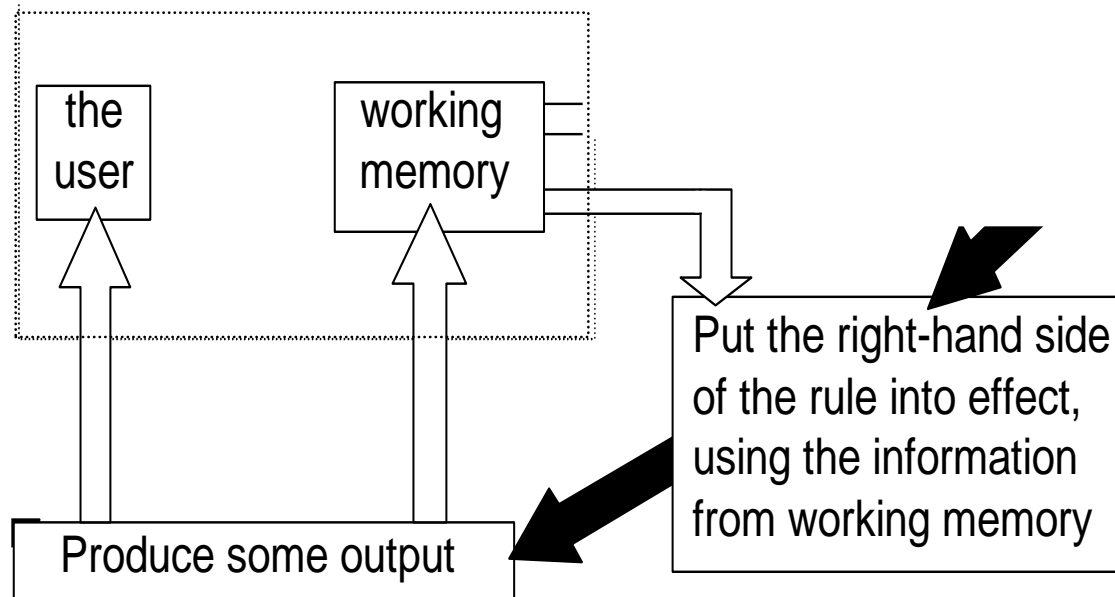 the
user
working
memory
Put the right-hand side
of the rule into effect,
using the information
from working memory
Produce some output